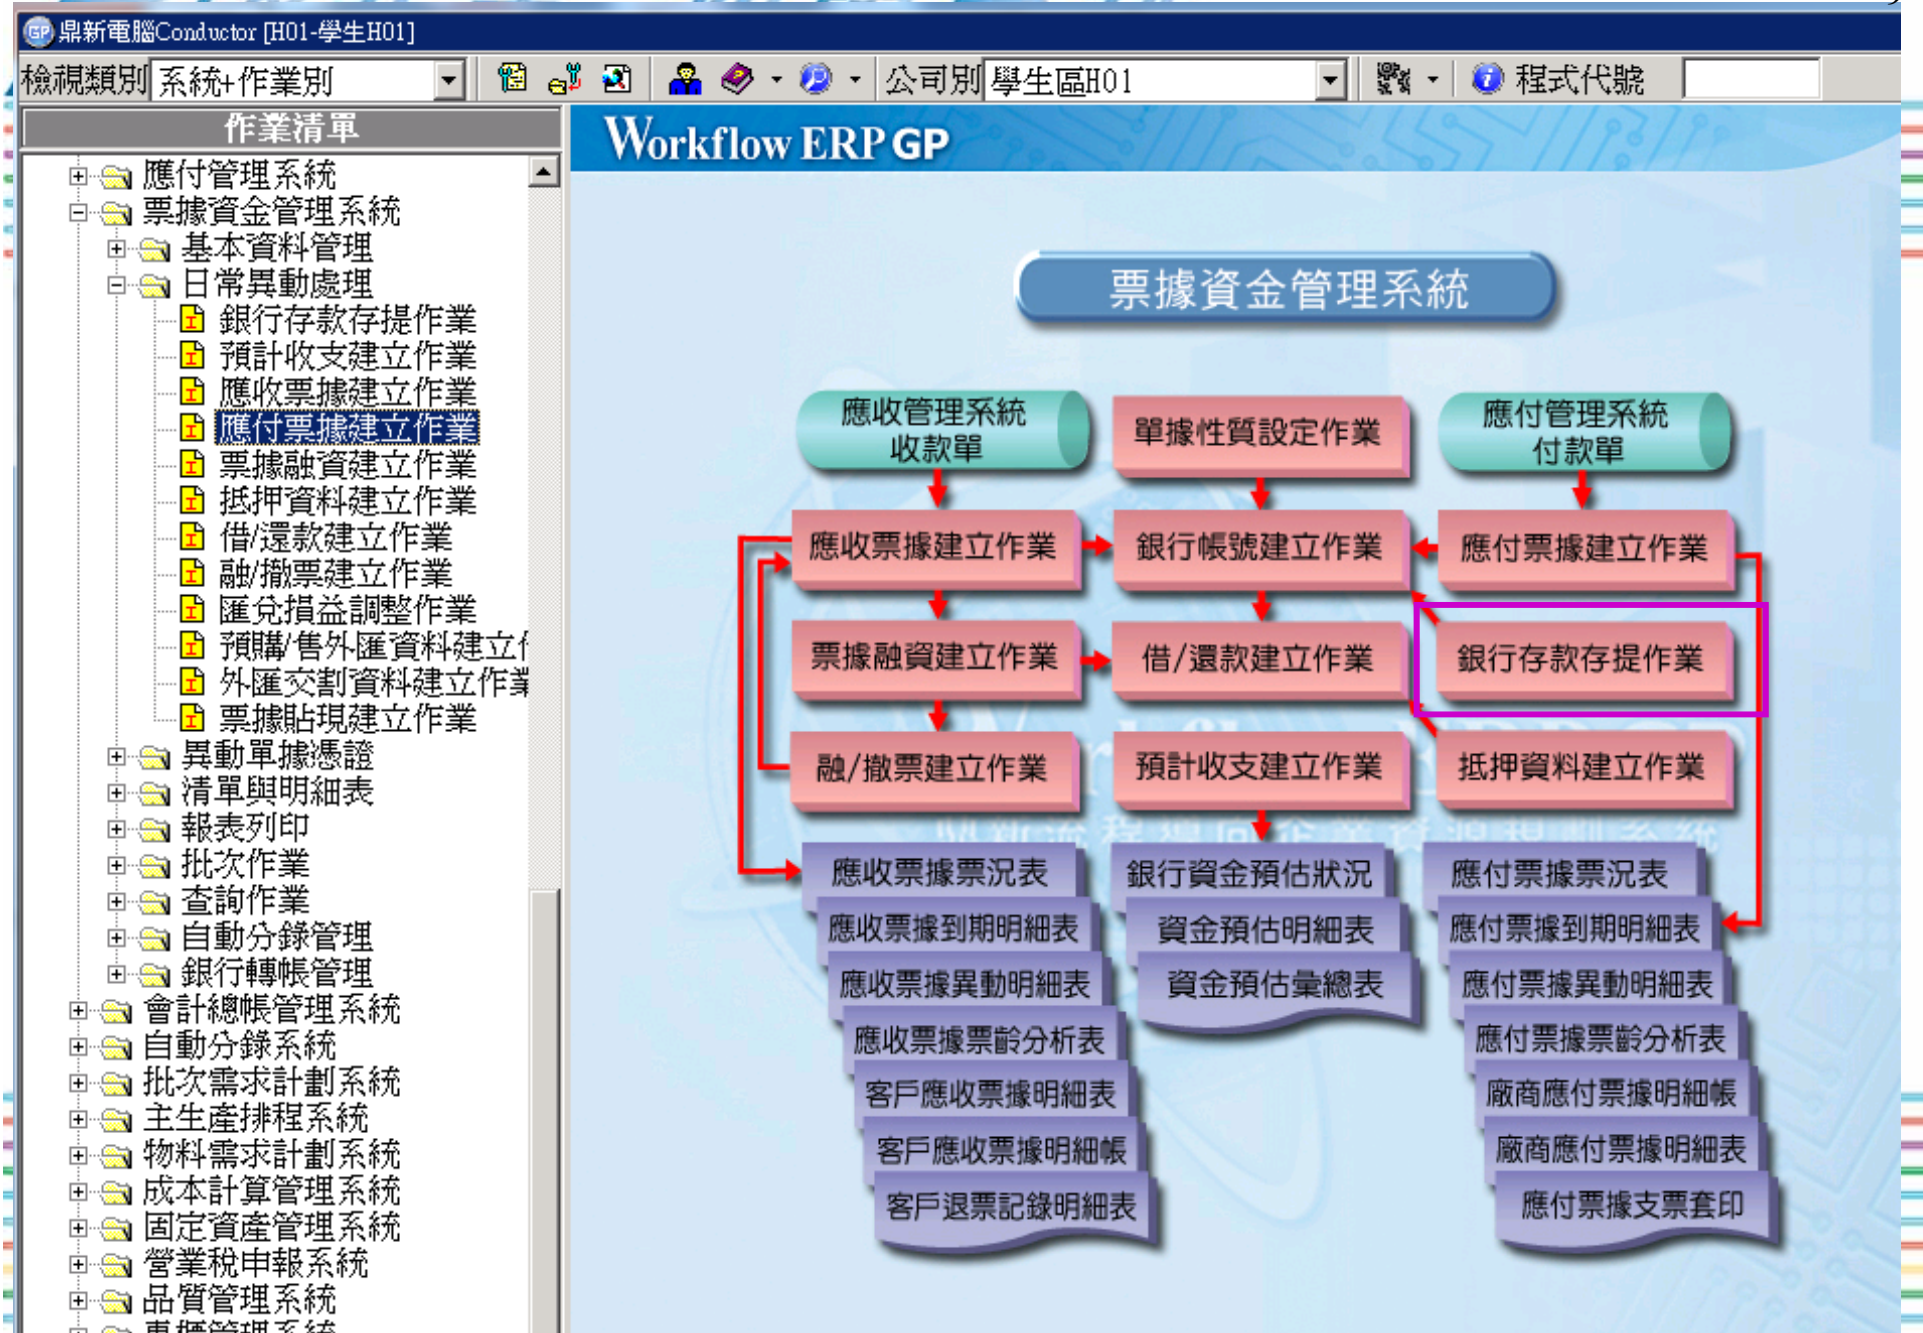 鼎新電腦Conductor [H01-學生H01]
檢視類別 系統+作業別 公司別 學生區H01 程式代號
作業清單
應付管理系統
票據資金管理系統
基本資料管理
日常異動處理
銀行存款存提作業
預計收支建立作業
應收票據建立作業
應付票據建立作業
票據融資建立作業
抵押資料建立作業
借/還款建立作業
融/撤票建立作業
匯兌損益調整作業
預購/售外匯資料建立作
外匯交割資料建立作業
票據貼現建立作業
異動單據憑證
清單與明細表
報表列印
批次作業
查詢作業
自動分錄管理
銀行轉帳管理
會計總帳管理系統
自動分錄系統
批次需求計劃系統
主生產排程系統
物料需求計劃系統
成本計算管理系統
固定資產管理系統
營業稅申報系統
品質管理系統
Workflow ERP GP
票據資金管理系統
應收管理系統
收款單
單據性質設定作業
應付管理系統
付款單
應收票據建立作業
銀行帳號建立作業
應付票據建立作業
票據融資建立作業
借/還款建立作業
銀行存款存提作業
融/撤票建立作業
預計收支建立作業
抵押資料建立作業
應收票據票況表
應收票據到期明細表
應收票據異動明細表
應收票據票齡分析表
客戶應收票據明細表
客戶應收票據明細帳
客戶退票記錄明細表
銀行資金預估狀況
資金預估明細表
資金預估彙總表
應付票據票況表
應付票據到期明細表
應付票據異動明細表
應付票據票齡分析表
廠商應付票據明細帳
廠商應付票據明細表
應付票據支票套印